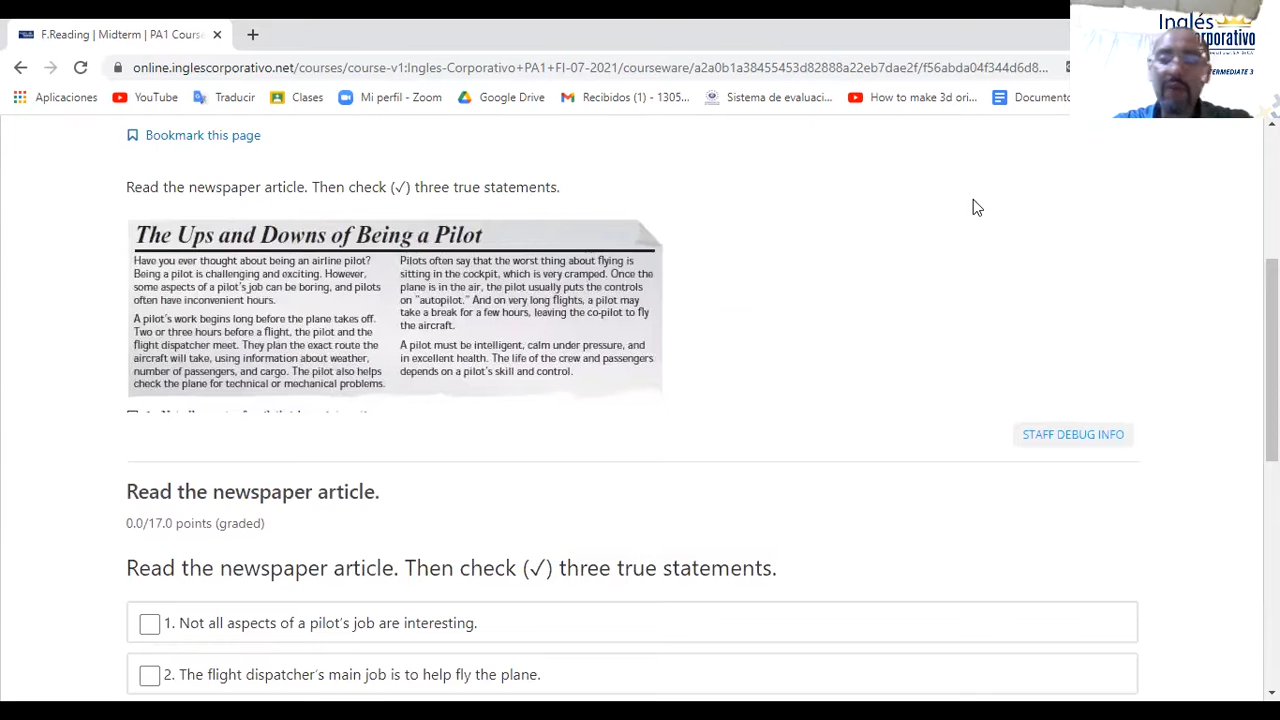 F.Reading | Midterm | PA1 Cours
online.inglescorporativo.net/courses/course-v1:Ingles-Corporativo+PA1+FI-07-2021/courseware/a2a0b1a38455453282888a22eb7dae2f/f56abda04f344d6d8...
Aplicaciones
YouTube
Traducir
Clases
Mi perfil - Zoom
Google Drive
Recibidos (1) - 1305...
Sistema de evaluaci...
How to make 3d ori...
Documento
Inglés
orporativo
TERMEDIATE 3
Bookmark this page
Read the newspaper article. Then check (✓) three true statements.
The Ups and Downs of Being a Pilot
Have you ever thought about being an airline pilot?
Being a pilot is challenging and exciting. However,
some aspects of a pilot's job can be boring, and pilots
often have inconvenient hours.
A pilot's work begins long before the plane takes off.
Two or three hours before a flight, the pilot and the
flight dispatcher meet. They plan the exact route the
aircraft will take, using information about weather,
number of passengers, and cargo. The pilot also helps
check the plane for technical or mechanical problems.
Pilots often say that the worst thing about flying is
sitting in the cockpit, which is very cramped. Once the
plane is in the air, the pilot usually puts the controls
on "autopilot." And on very long flights, a pilot may
take a break for a few hours, leaving the co-pilot to fly
the aircraft.
A pilot must be intelligent, calm under pressure, and
in excellent health. The life of the crew and passengers
depends on a pilot's skill and control.
STAFF DEBUG INFO
Read the newspaper article.
0.0/17.0 points (graded)
Read the newspaper article. Then check (✓) three true statements.
1. Not all aspects of a pilot's job are interesting.
2. The flight dispatcher's main job is to help fly the plane.